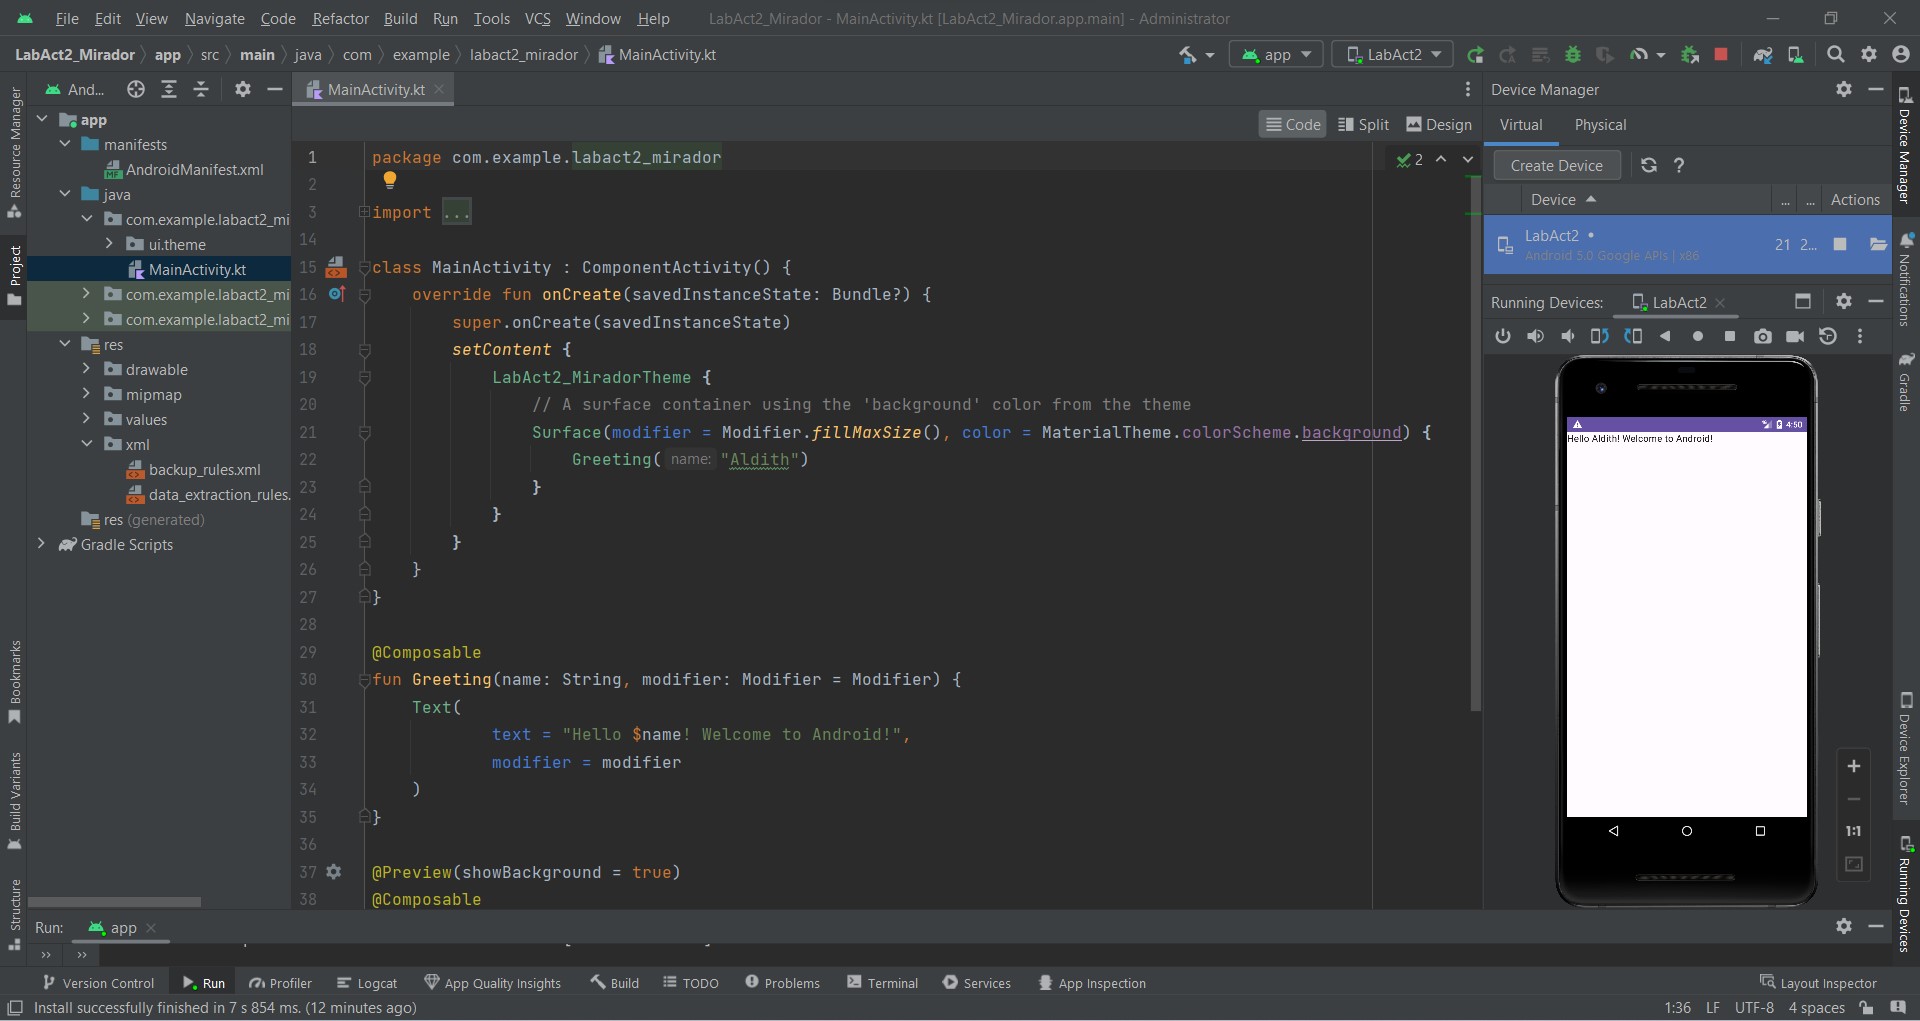 File Edit View Navigate Code Refactor Build Run Tools VCS Window Help LabAct2_Mirador - MainActivity.kt [LabAct2_Mirador.app.main] - Administrator
LabAct2_Mirador app src main java com example labact2_mirador MainActivity.kt
app LabAct2
Resource Manager
Project
Bookmarks
Build Variants
Structure
And...
app
manifests
AndroidManifest.xml
java
com.example.labact2_mi
ui.theme
MainActivity.kt
com.example.labact2_mi
com.example.labact2_mi
res
drawable
mipmap
values
xml
backup_rules.xml
data_extraction_rules.
res (generated)
Gradle Scripts
MainActivity.kt
Code Split Design
2
1 package com.example.labact2_mirador
2
3 import ...
14
15 class MainActivity : ComponentActivity() {
16 override fun onCreate(savedInstanceState: Bundle?) {
17 super.onCreate(savedInstanceState)
18 setContent {
19 LabAct2_MiradorTheme {
20 // A surface container using the 'background' color from the theme
21 Surface(modifier = Modifier.fillMaxSize(), color = MaterialTheme.colorScheme.background) {
22 Greeting( name: "Aldith")
23 }
24 }
25 }
26 }
27 }
28
29 @Composable
30 fun Greeting(name: String, modifier: Modifier = Modifier) {
31 Text(
32 text = "Hello $name! Welcome to Android!",
33 modifier = modifier
34 )
35 }
36
37 @Preview(showBackground = true)
38 @Composable
Device Manager
Virtual Physical
Create Device ?
Device ... ... Actions
LabAct2 21 2...
Android 5.0 Google APIs | x86
Running Devices: LabAct2
4:50
Hello Aldith! Welcome to Android!
1:1
Device Manager
Notifications
Gradle
Device Explorer
Running Devices
Run: app
Version Control Run Profiler Logcat App Quality Insights Build TODO Problems Terminal Services App Inspection Layout Inspector
Install successfully finished in 7 s 854 ms. (12 minutes ago) 1:36 LF UTF-8 4 spaces